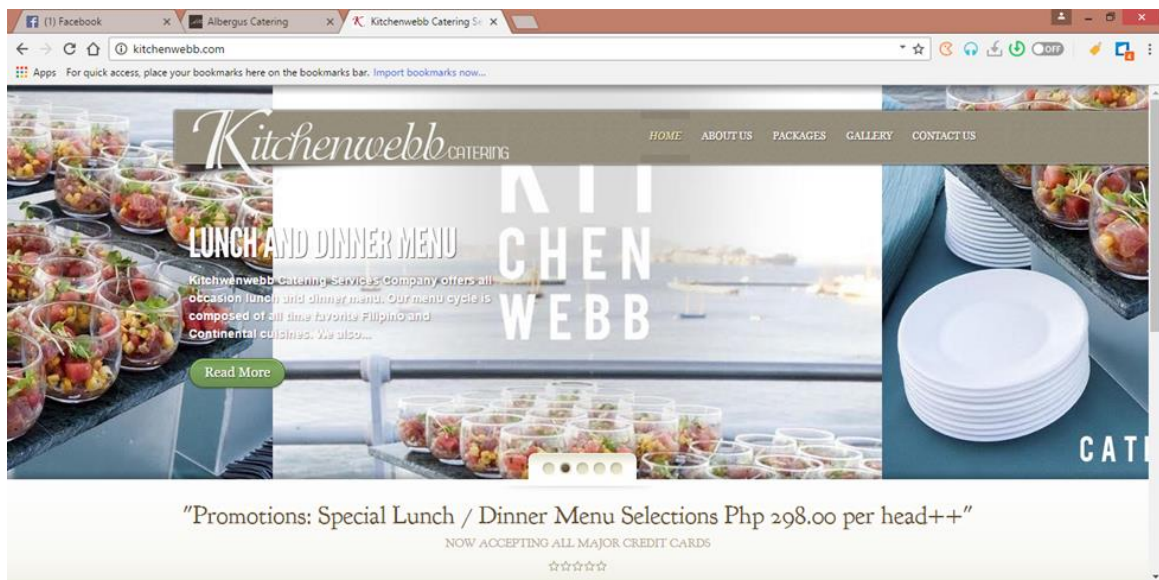 (1) Facebook
Albergus Catering
Kitchenwebb Catering Se
kitchenwebb.com
OFF
4
Apps For quick access, place your bookmarks here on the bookmarks bar. Import bookmarks now...
Kitchenwebb CATERING
HOME ABOUT US PACKAGES GALLERY CONTACT US
KIT
CHEN
WEBB
LUNCH AND DINNER MENU
Kitchwenwebb Catering Services Company offers all
occasion lunch and dinner menu. Our menu cycle is
composed of all time favorite Filipino and
Continental cuisines. We also...
Read More
CATE
"Promotions: Special Lunch / Dinner Menu Selections Php 298.00 per head++"
NOW ACCEPTING ALL MAJOR CREDIT CARDS